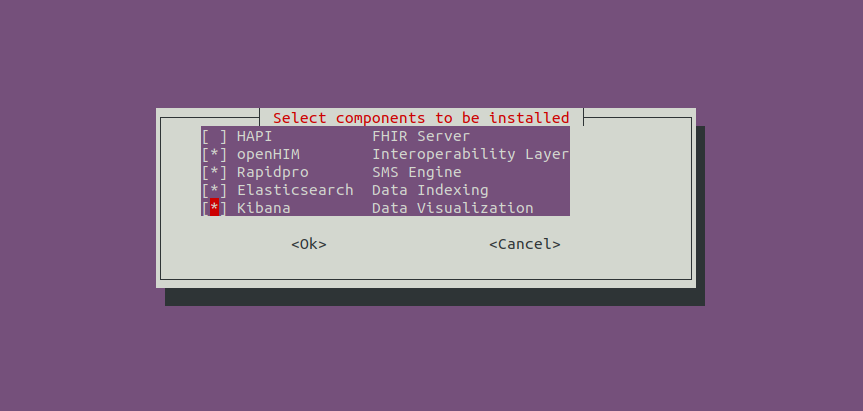 Select components to be installed
[ ] HAPI FHIR Server
[*] openHIM Interoperability Layer
[*] Rapidpro SMS Engine
[*] Elasticsearch Data Indexing
[*] Kibana Data Visualization
<Ok> <Cancel>